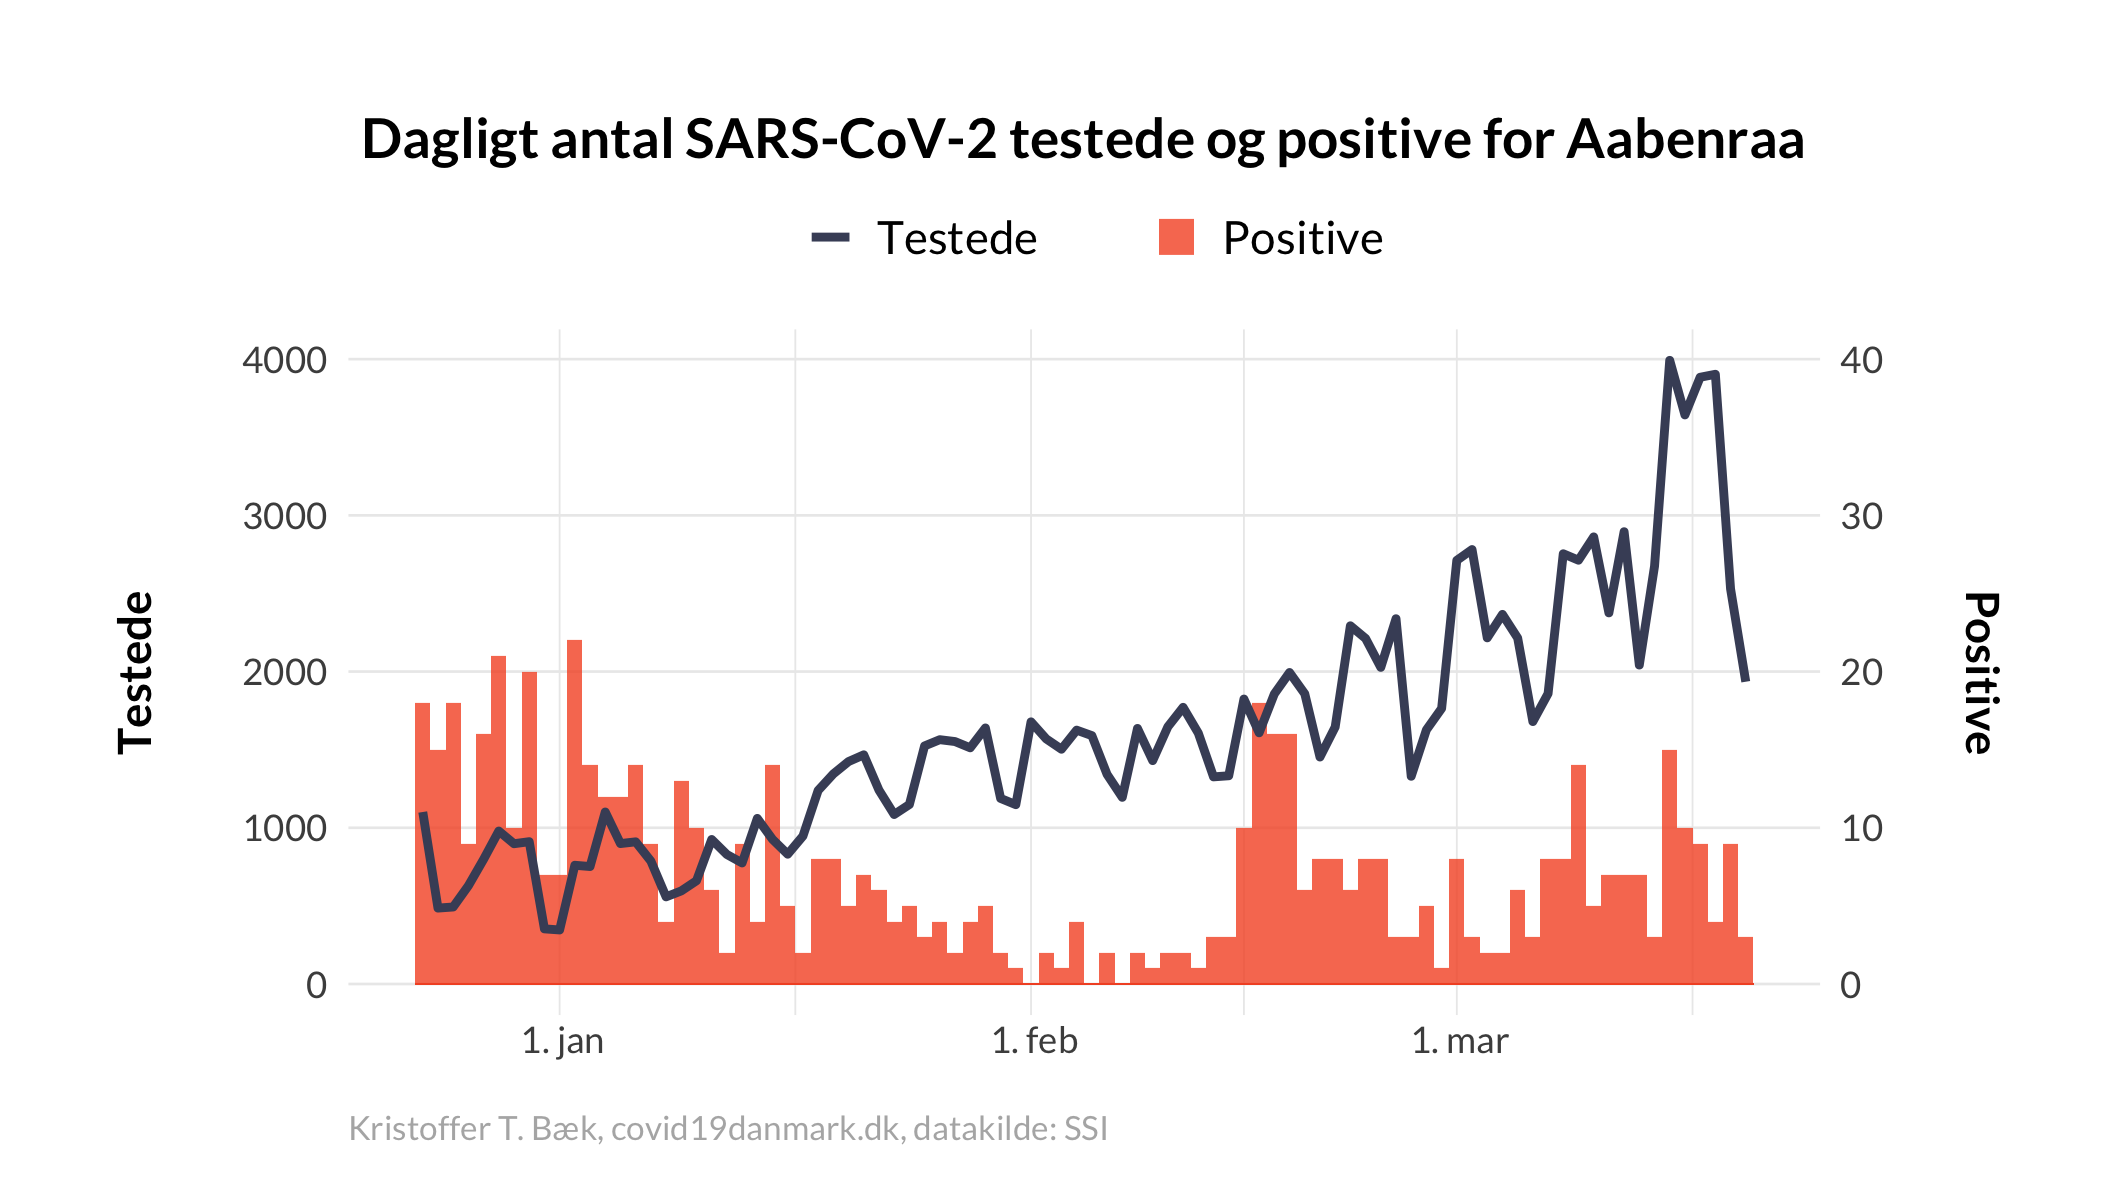 Dagligt antal SARS-CoV-2 testede og positive for Aabenraa
Testede Positive
4000 40
3000 30
2000 20
1000 10
0 0
Testede
Positive
1. jan 1. feb 1. mar
Kristoffer T. Bæk, covid19danmark.dk, datakilde: SSI